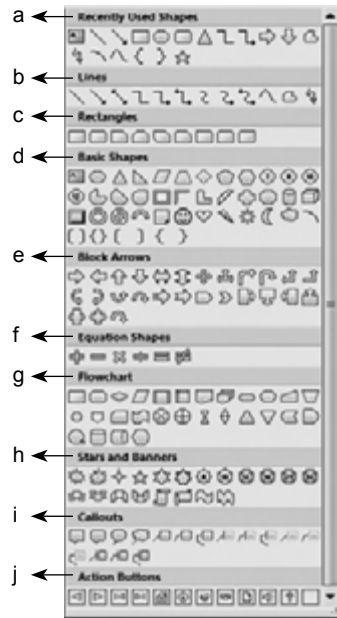 a Recently Used Shapes
b Lines
c Rectangles
d Basic Shapes
e Block Arrows
f Equation Shapes
g Flowchart
h Stars and Banners
i Callouts
j Action Buttons